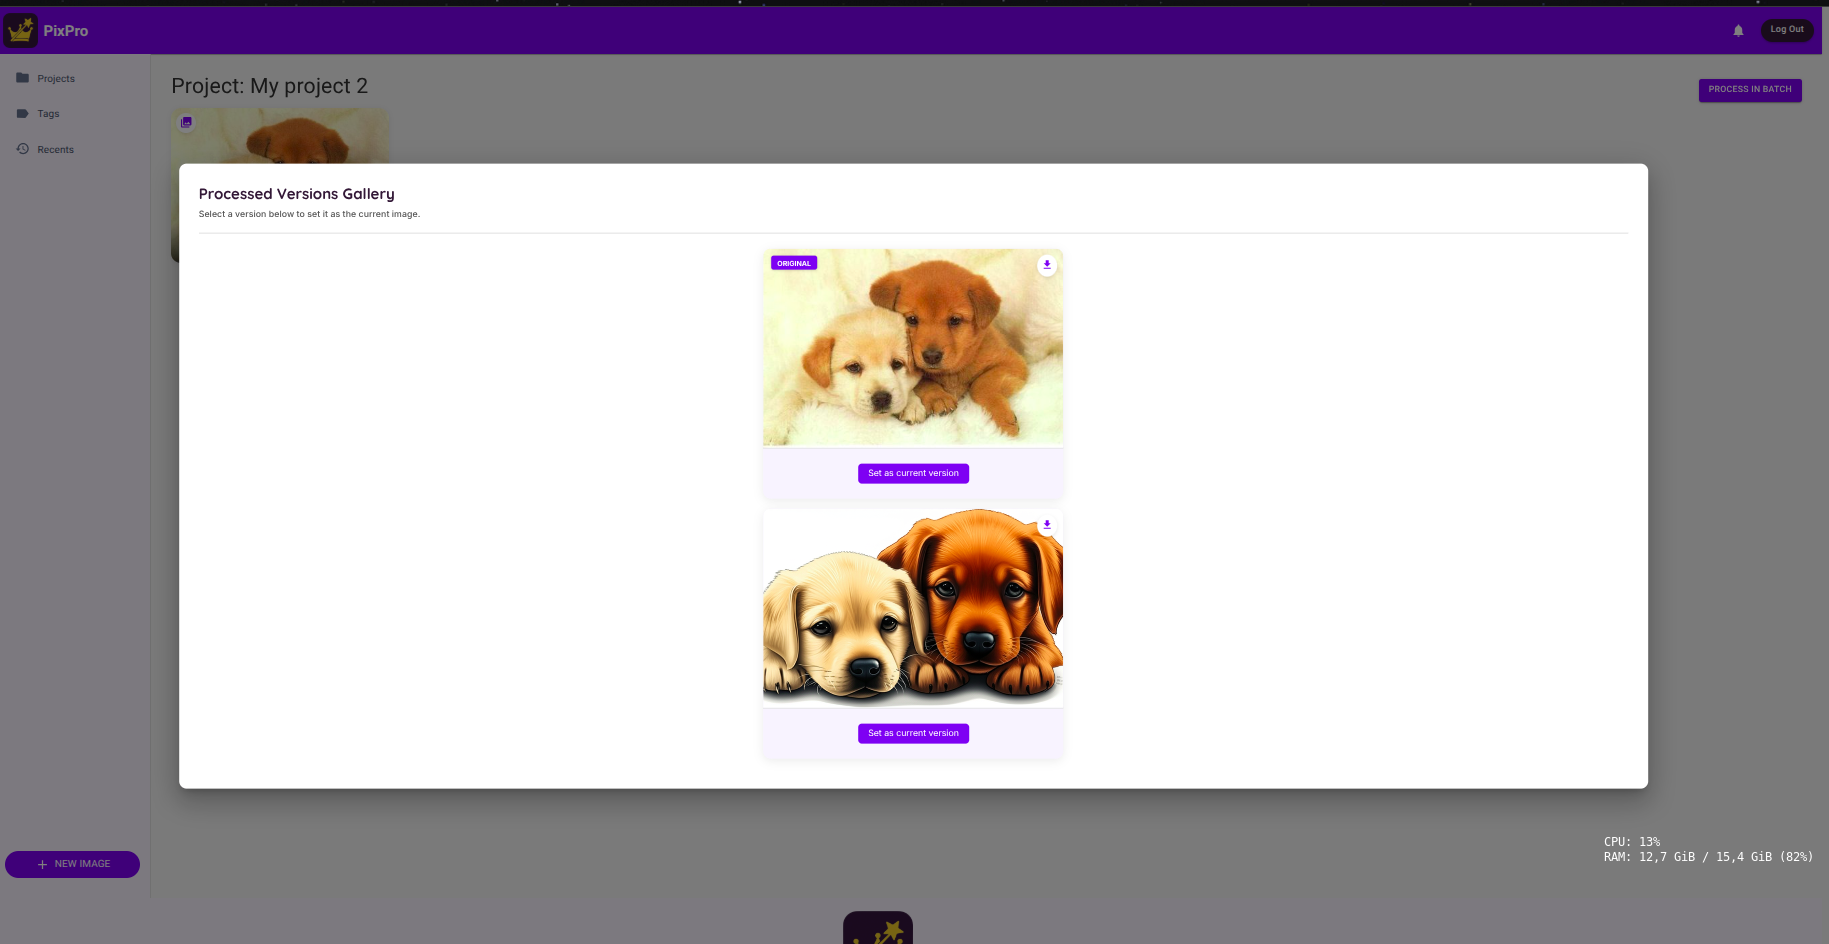 PixPro
Log Out
Projects
Tags
Recents
Project: My project 2
PROCESS IN BATCH
Processed Versions Gallery
Select a version below to set it as the current image.
ORIGINAL
Set as current version
Set as current version
NEW IMAGE
CPU: 13%
RAM: 12,7 GiB / 15,4 GiB (82%)